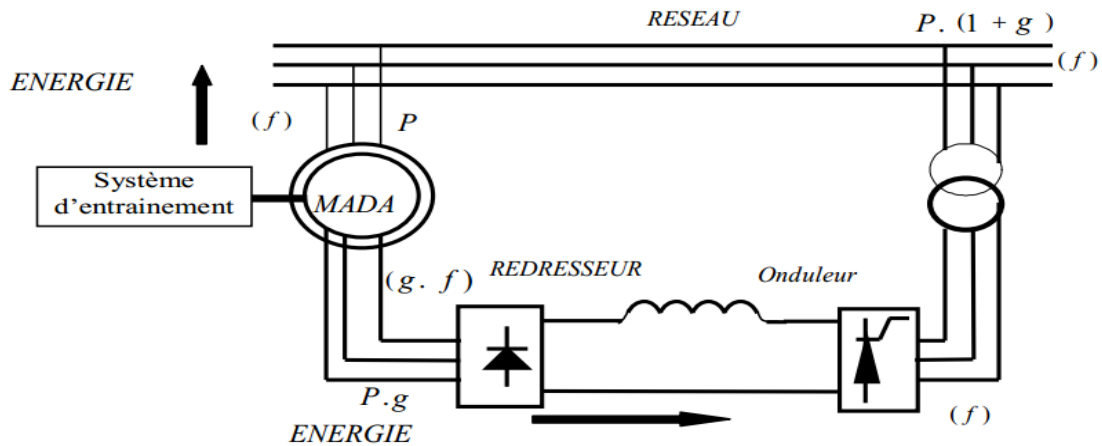 RESEAU
P. (1 + g )
ENERGIE
(f)
(f)
P
Système
d'entrainement
MADA
(g. f)
REDRESSEUR
Onduleur
P.g
ENERGIE
(f)